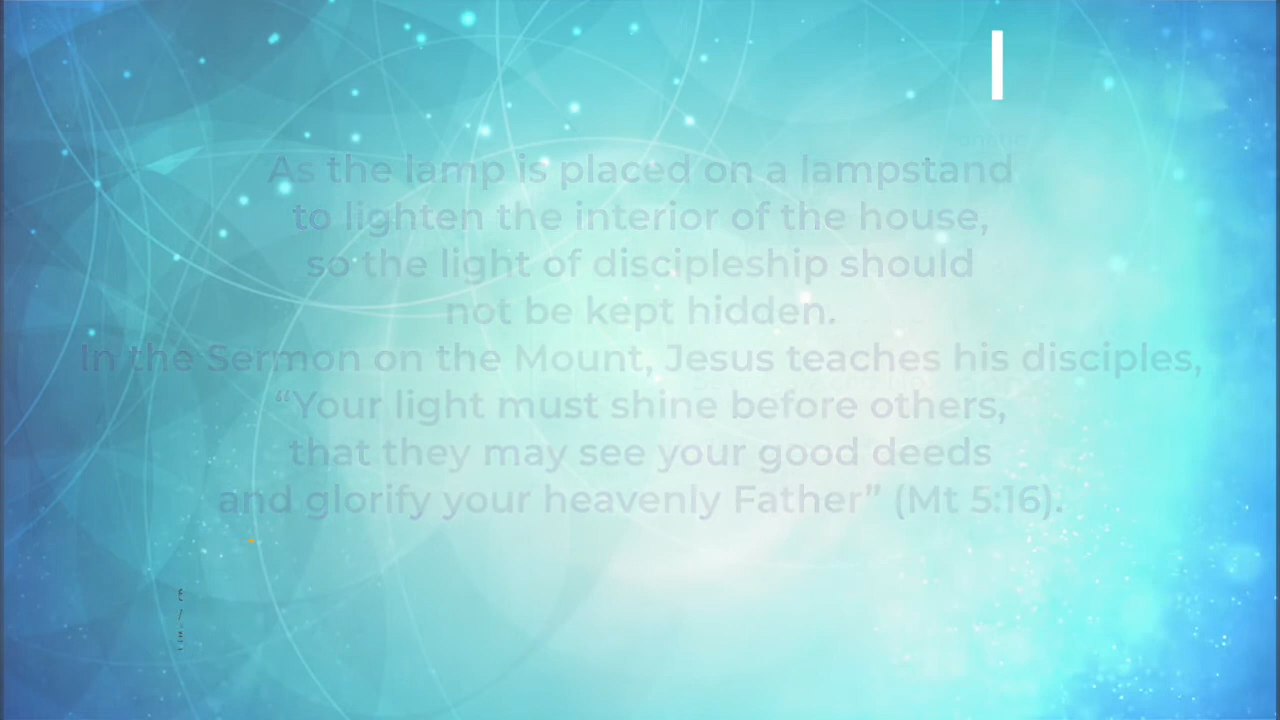 As the lamp is placed on a lampstand
to lighten the interior of the house,
so the light of discipleship should
not be kept hidden.
In the Sermon on the Mount, Jesus teaches his disciples,
“Your light must shine before others,
that they may see your good deeds
and glorify your heavenly Father” (Mt 5:16).